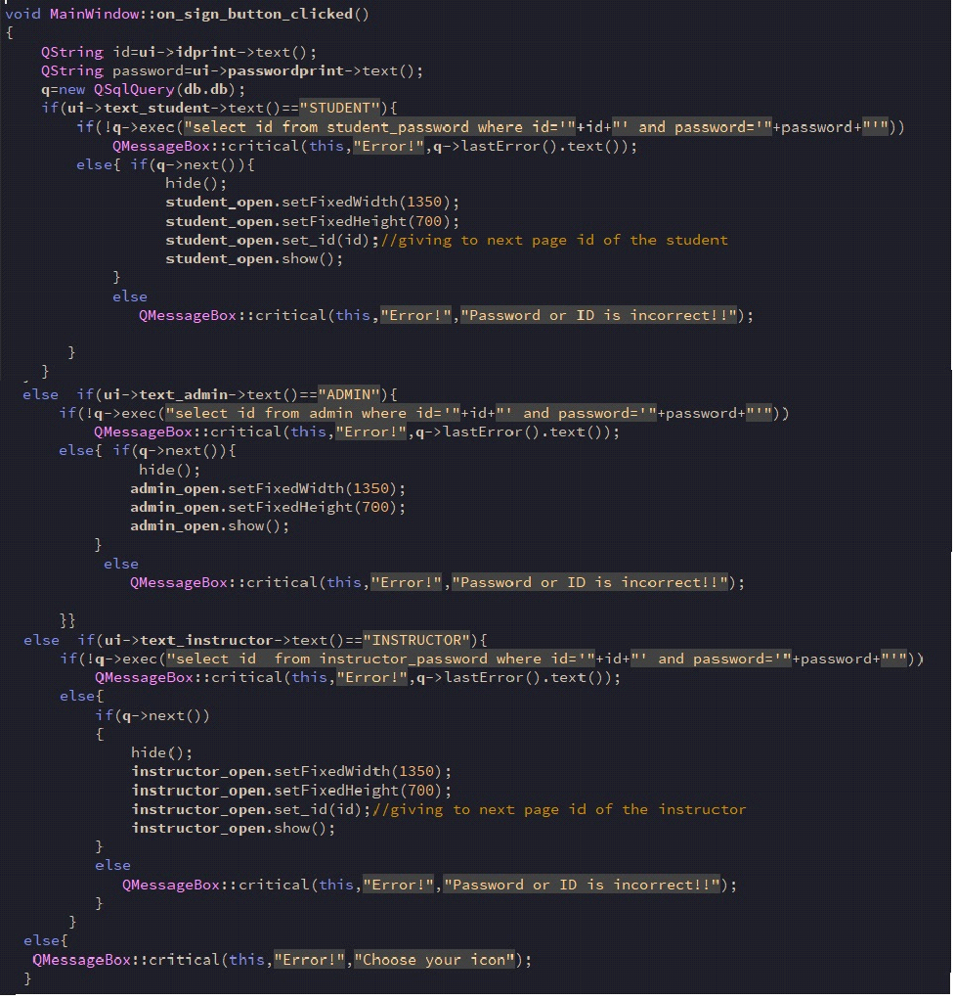 void MainWindow::on_sign_button_clicked()
{
    QString id=ui->idprint->text();
    QString password=ui->passwordprint->text();
    q=new QSqlQuery(db.db);
    if(ui->text_student->text()=="STUDENT"){
        if(!q->exec("select id from student_password where id='"+id+"' and password='"+password+"'"))
            QMessageBox::critical(this,"Error!",q->lastError().text());
        else{ if(q->next()){
                  hide();
                  student_open.setFixedWidth(1350);
                  student_open.setFixedHeight(700);
                  student_open.set_id(id);//giving to next page id of the student
                  student_open.show();
            }
            else
               QMessageBox::critical(this,"Error!","Password or ID is incorrect!!");
       }
    }
  else  if(ui->text_admin->text()=="ADMIN"){
      if(!q->exec("select id from admin where id='"+id+"' and password='"+password+"'"))
          QMessageBox::critical(this,"Error!",q->lastError().text());
      else{ if(q->next()){
               hide();
              admin_open.setFixedWidth(1350);
              admin_open.setFixedHeight(700);
              admin_open.show();
          }
           else
              QMessageBox::critical(this,"Error!","Password or ID is incorrect!!");
      }}
  else  if(ui->text_instructor->text()=="INSTRUCTOR"){
      if(!q->exec("select id  from instructor_password where id='"+id+"' and password='"+password+"'"))
          QMessageBox::critical(this,"Error!",q->lastError().text());
      else{
          if(q->next())
          {
              hide();
              instructor_open.setFixedWidth(1350);
              instructor_open.setFixedHeight(700);
              instructor_open.set_id(id);//giving to next page id of the instructor
              instructor_open.show();
          }
          else
             QMessageBox::critical(this,"Error!","Password or ID is incorrect!!");
          }
       }
  else{
   QMessageBox::critical(this,"Error!","Choose your icon");
  }